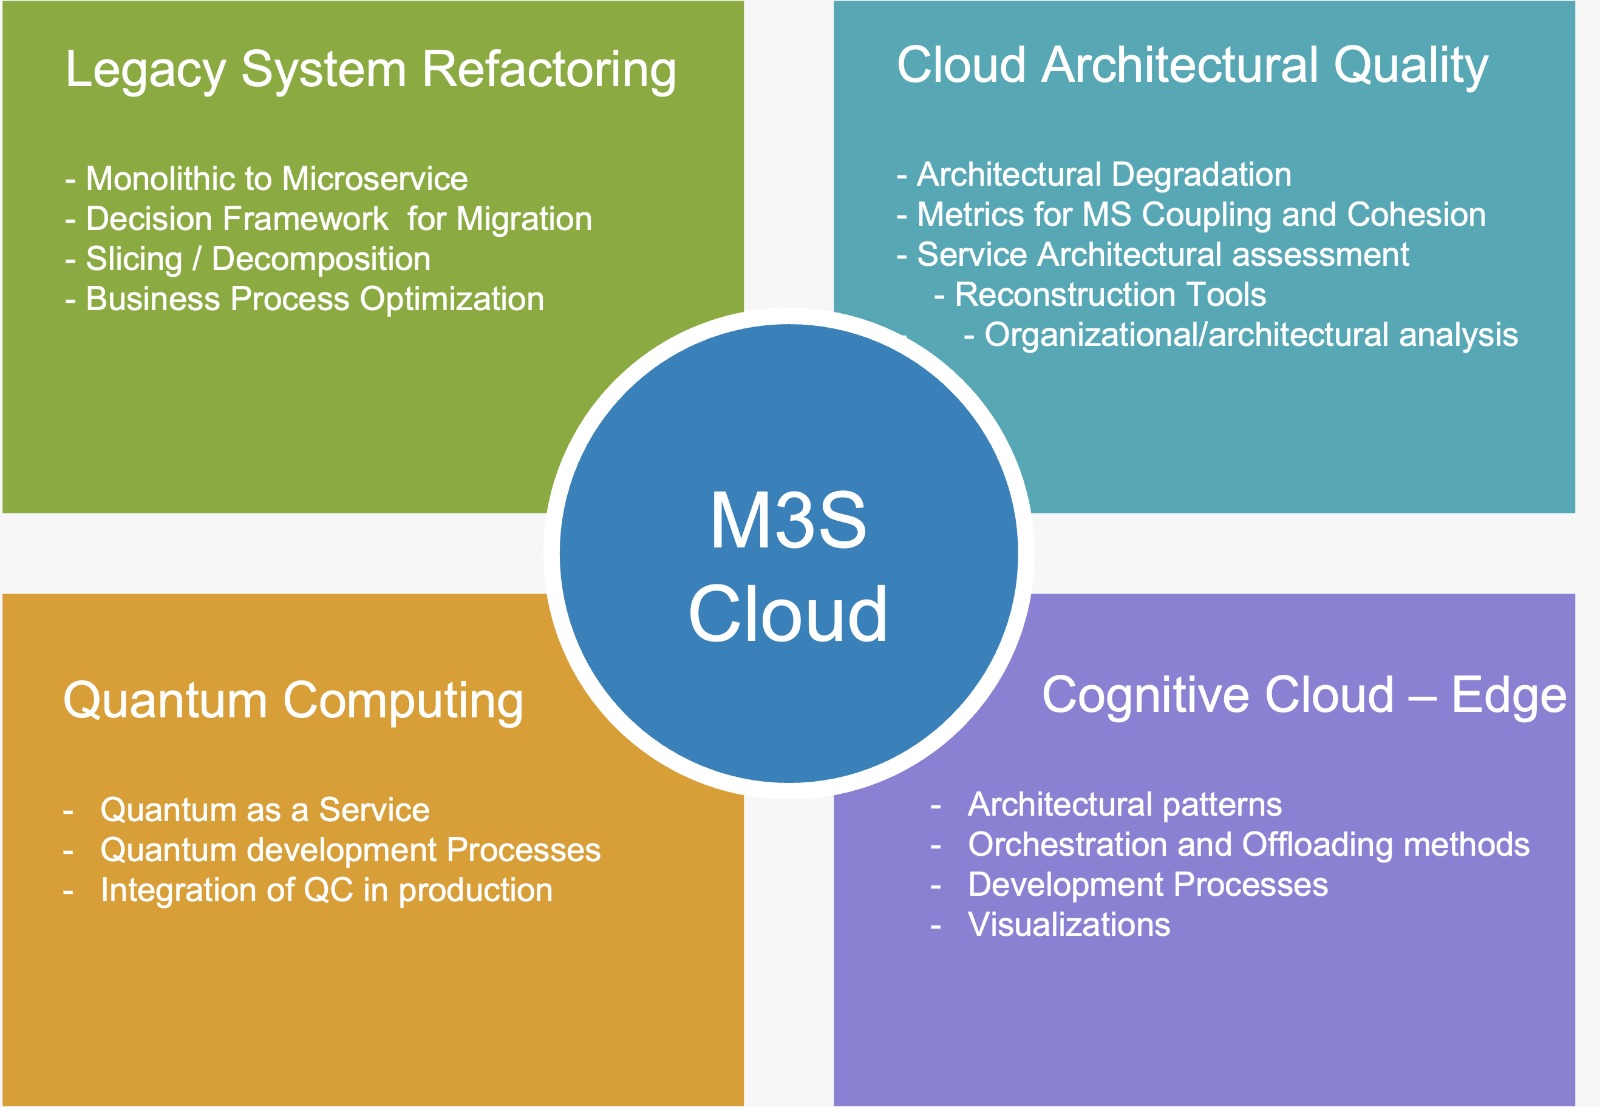 Legacy System Refactoring
- Monolithic to Microservice
- Decision Framework  for Migration
- Slicing / Decomposition
- Business Process Optimization
Cloud Architectural Quality
- Architectural Degradation
- Metrics for MS Coupling and Cohesion
- Service Architectural assessment
- Reconstruction Tools
- - Organizational/architectural analysis
M3S
Cloud
Quantum Computing
- Quantum as a Service
- Quantum development Processes
- Integration of QC in production
Cognitive Cloud – Edge
- Architectural patterns
- Orchestration and Offloading methods
- Development Processes
- Visualizations